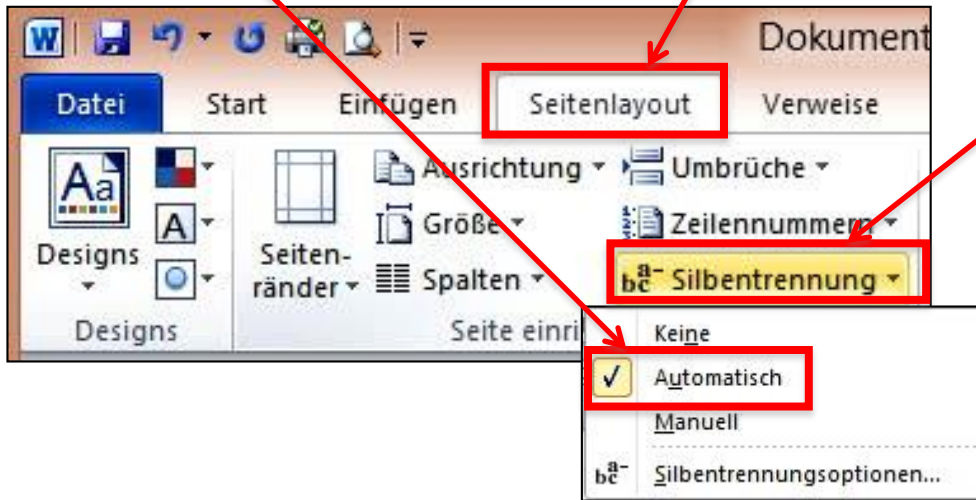 W Dokument
Datei Start Einfügen Seitenlayout Verweise
Aa Ausrichtung Umbrüche
A Größe Zeilennummern
Designs Seiten-
ränder Spalten Silbentrennung
Designs Seite einri
Keine
Automatisch
Manuell
Silbentrennungsoptionen...